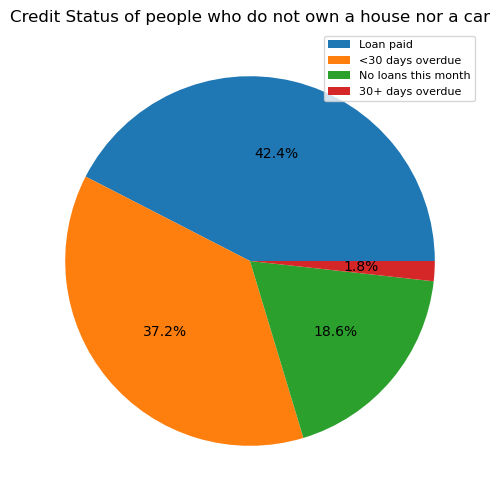 Credit Status of people who do not own a house nor a car
Loan paid
<30 days overdue
No loans this month
30+ days overdue
42.4%
1.8%
37.2%
18.6%